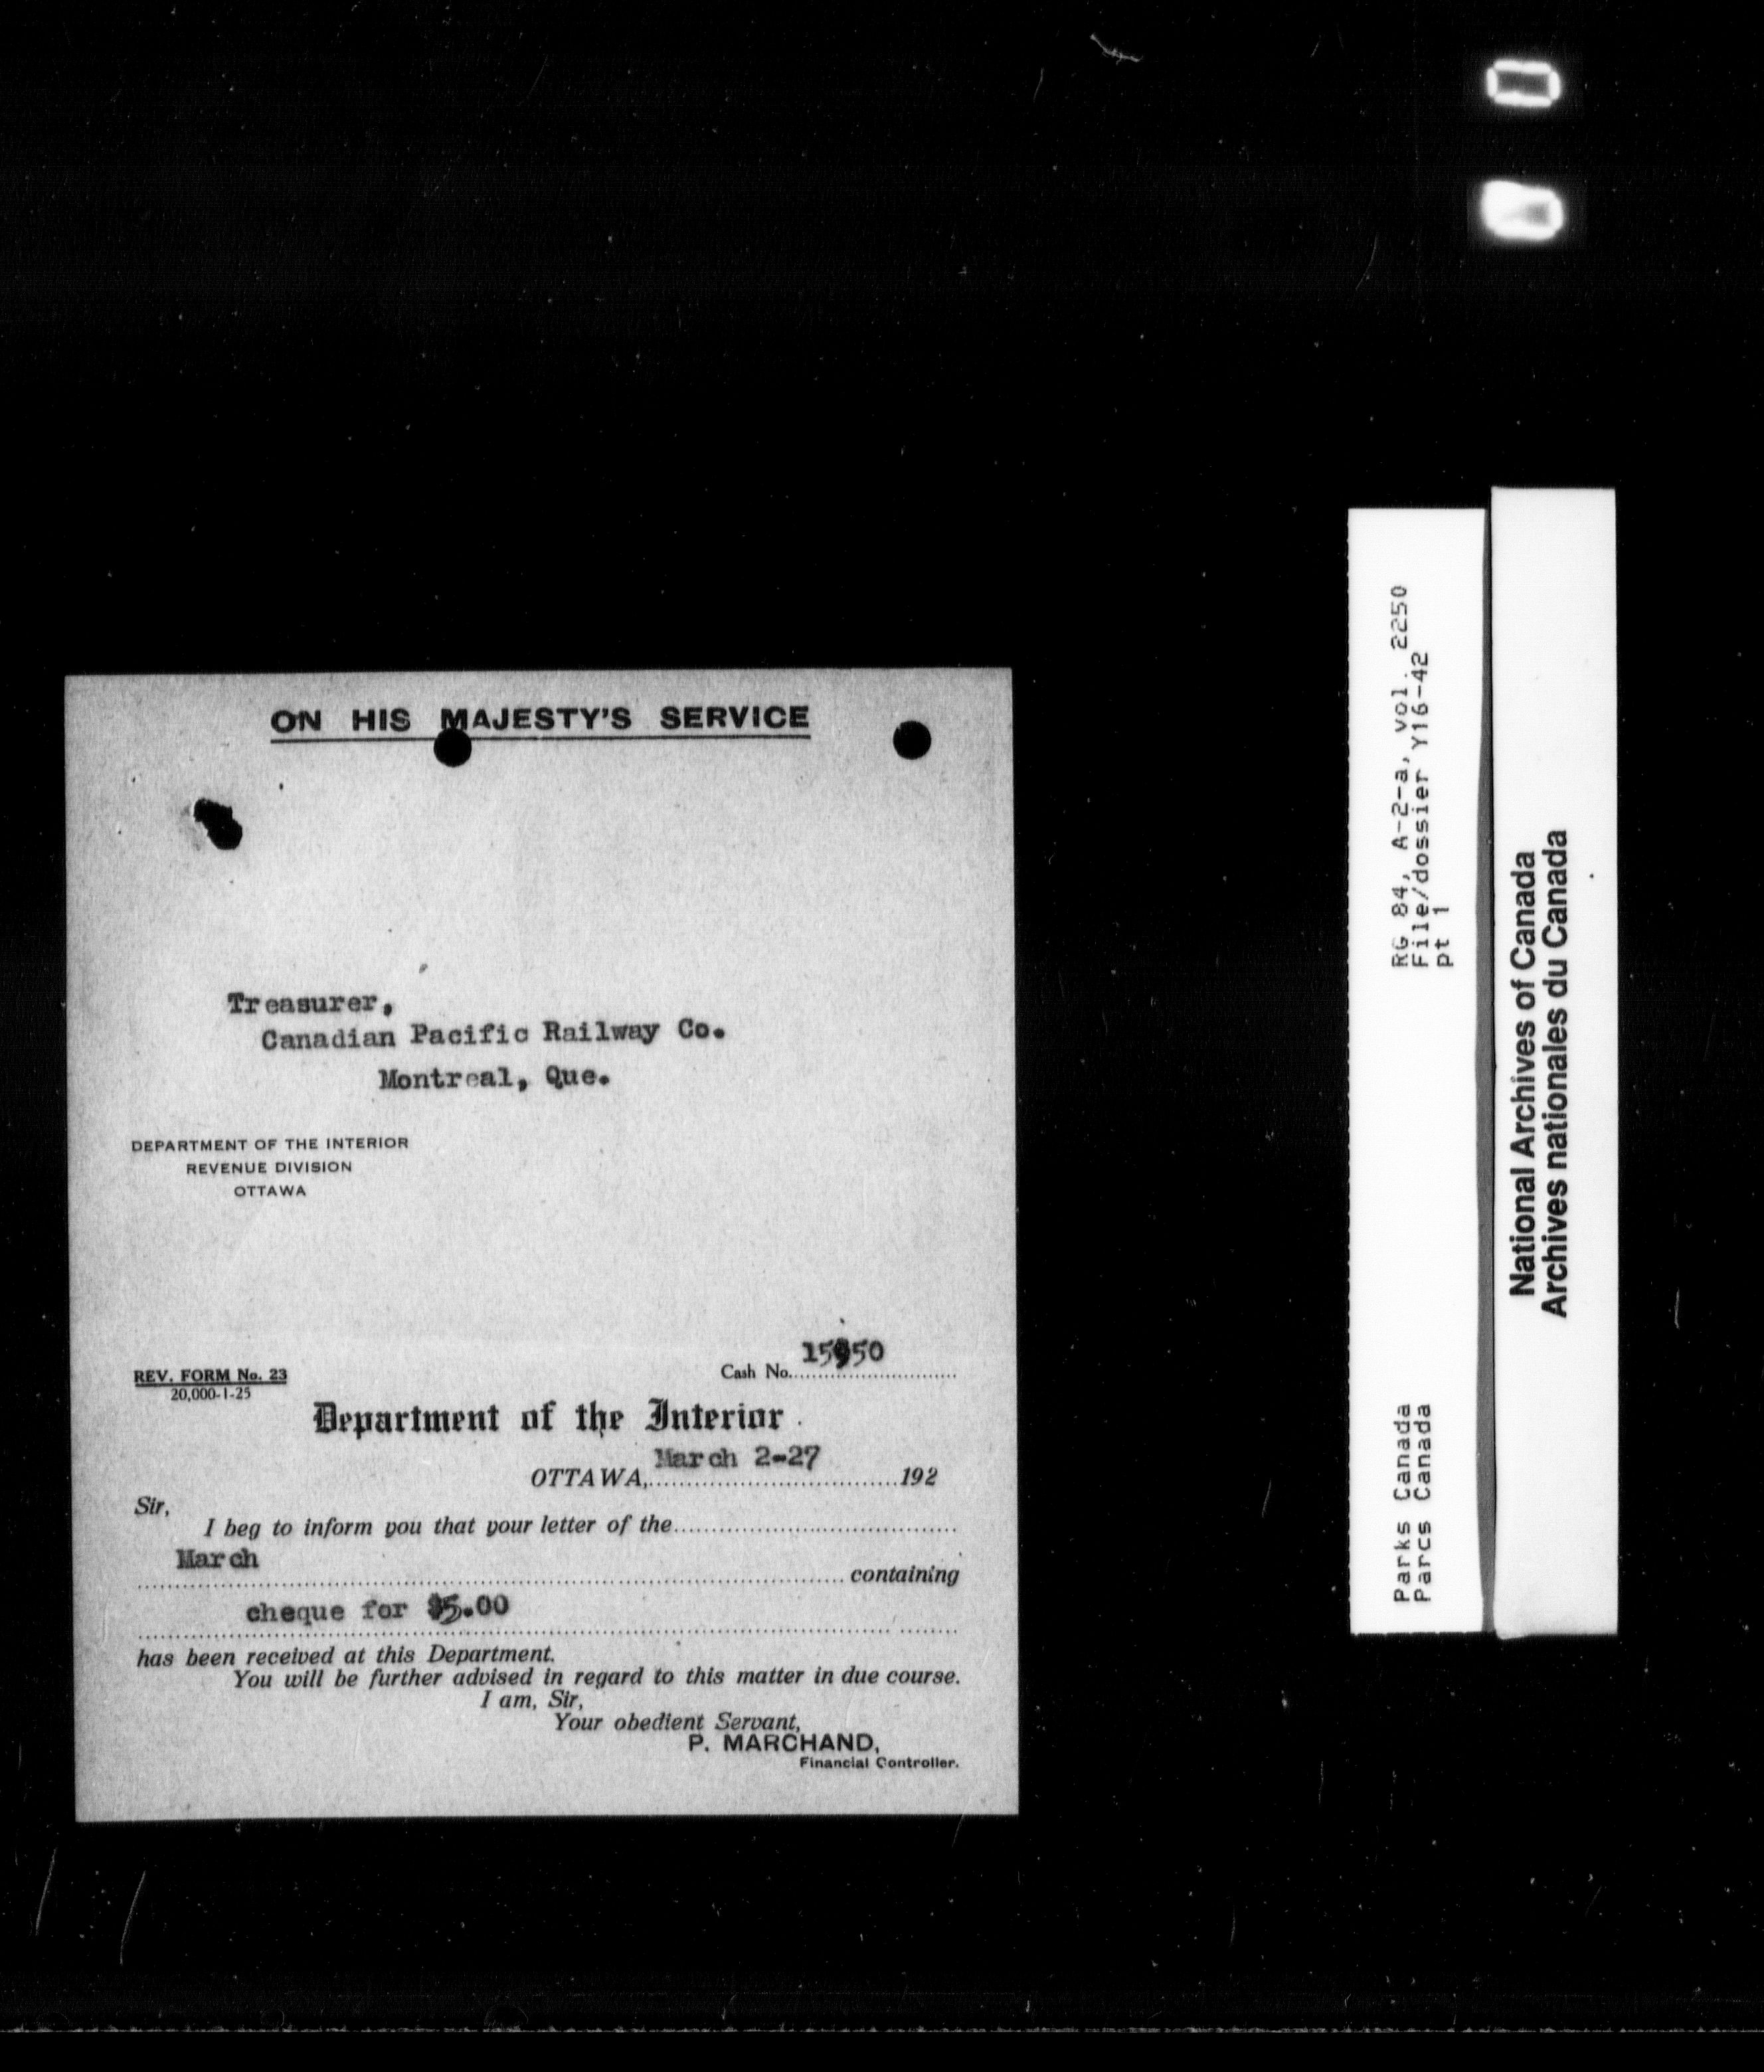 ON HIS MAJESTY'S SERVICE
Treasurer,
Canadian Pacific Railway Co.
Montreal, Que.
DEPARTMENT OF THE INTERIOR
REVENUE DIVISION
OTTAWA
REV. FORM No. 23
20,000-1-25
Cash No. 15950
Department of the Interior
OTTAWA, March 2-27 192
Sir,
I beg to inform you that your letter of the
March
containing
cheque for $5.00
has been received at this Department.
You will be further advised in regard to this matter in due course.
I am, Sir,
Your obedient Servant,
P. MARCHAND,
Financial Controller.
RG 84, A-2-a, vol. 2250
File/dossier Y16-42
pt 1
Parks Canada
Parcs Canada
National Archives of Canada
Archives nationales du Canada